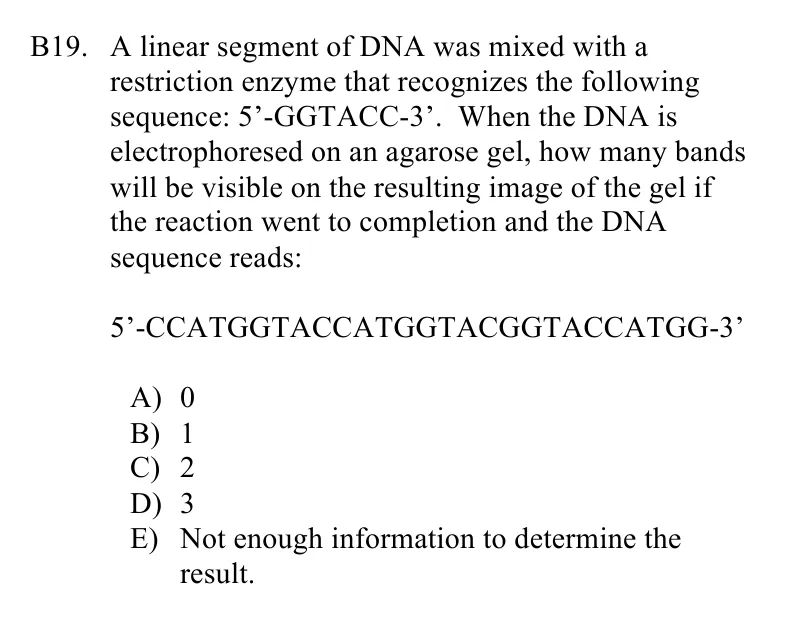 B19. A linear segment of DNA was mixed with a
restriction enzyme that recognizes the following
sequence: 5’-GGTACC-3’. When the DNA is
electrophoresed on an agarose gel, how many bands
will be visible on the resulting image of the gel if
the reaction went to completion and the DNA
sequence reads:
5’-CCATGGTACCATGGTACGGTACCATGG-3’
A) 0
B) 1
C) 2
D) 3
E) Not enough information to determine the
result.